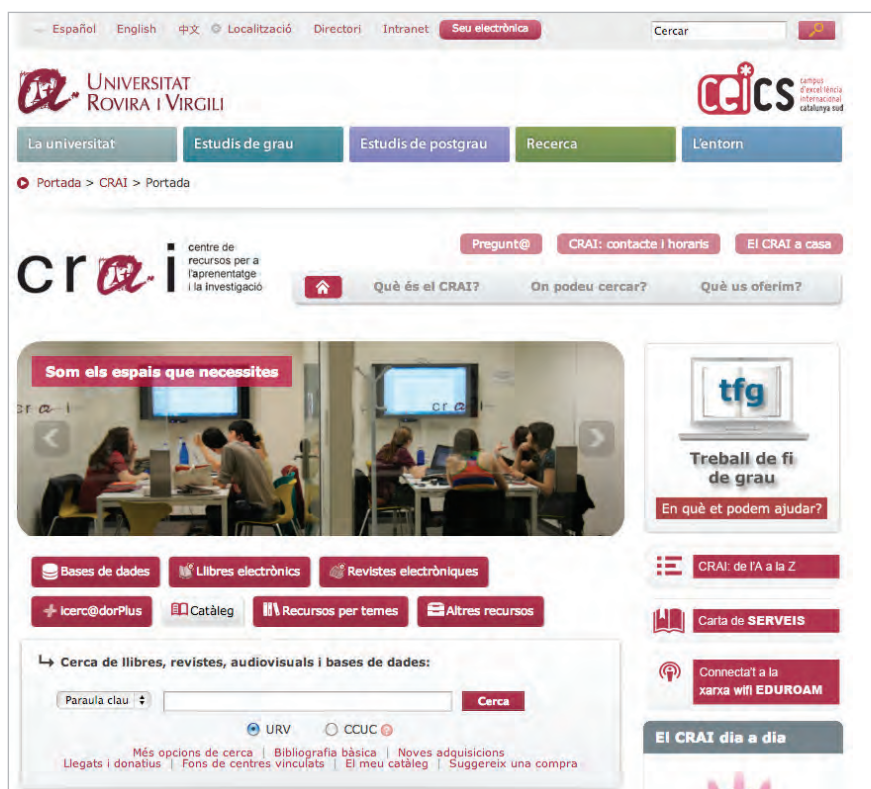 Español English 中文 Localització Directori Intranet Seu electrònica Cercar
UNIVERSITAT
ROVIRA I VIRGILI
ceics
campus
d'excel·lència
internacional
catalunya sud
La universitat Estudis de grau Estudis de postgrau Recerca L'entorn
Portada > CRAI > Portada
Pregunt@ CRAI: contacte i horaris El CRAI a casa
crai
centre de
recursos per a
l'aprenentatge
i la investigació
Què és el CRAI? On podeu cercar? Què us oferim?
Som els espais que necessites
crai
crai
tfg
Treball de fi
de grau
En què et podem ajudar?
Bases de dades Llibres electrònics Revistes electròniques
icerc@dorPlus Catàleg Recursos per temes Altres recursos
CRAI: de l'A a la Z
Carta de SERVEIS
Connecta't a la
xarxa wifi EDUROAM
Cerca de llibres, revistes, audiovisuals i bases de dades:
Paraula clau Cerca
URV CCUC
Més opcions de cerca | Bibliografia bàsica | Noves adquisicions
Llegats i donatius | Fons de centres vinculats | El meu catàleg | Suggereix una compra
El CRAI dia a dia